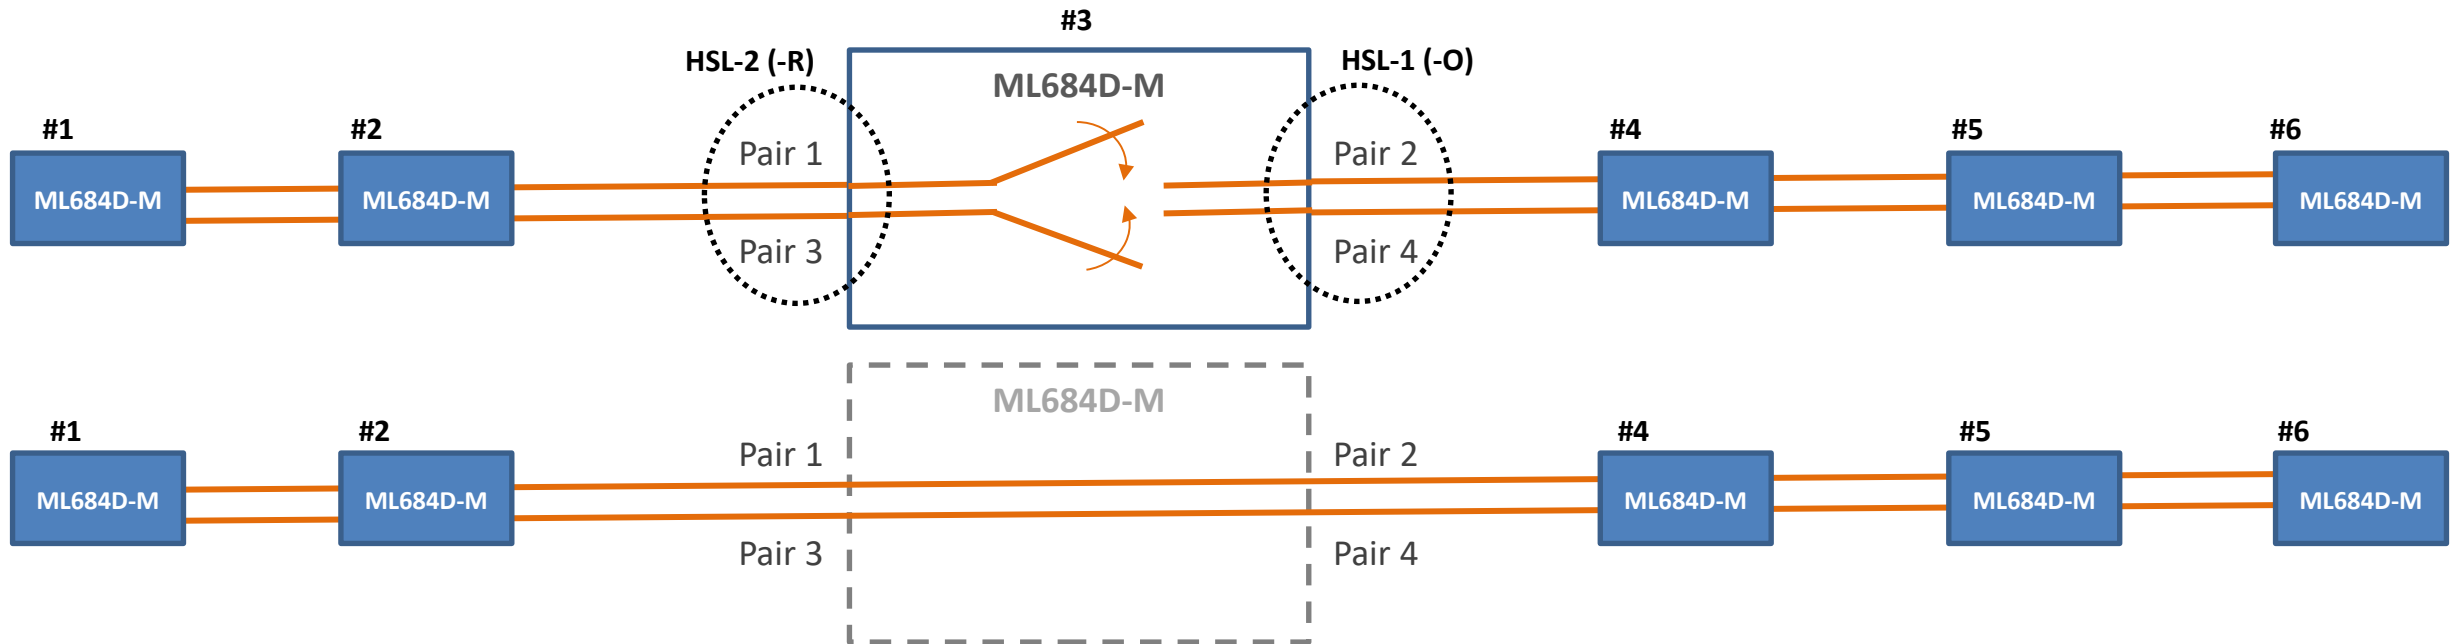 #3
HSL-2 (-R)
HSL-1 (-O)
ML684D-M
#1
#2
#4
#5
#6
Pair 1
Pair 2
ML684D-M
ML684D-M
ML684D-M
ML684D-M
ML684D-M
Pair 3
Pair 4
ML684D-M
#1
#2
#4
#5
#6
Pair 1
Pair 2
ML684D-M
ML684D-M
ML684D-M
ML684D-M
ML684D-M
Pair 3
Pair 4